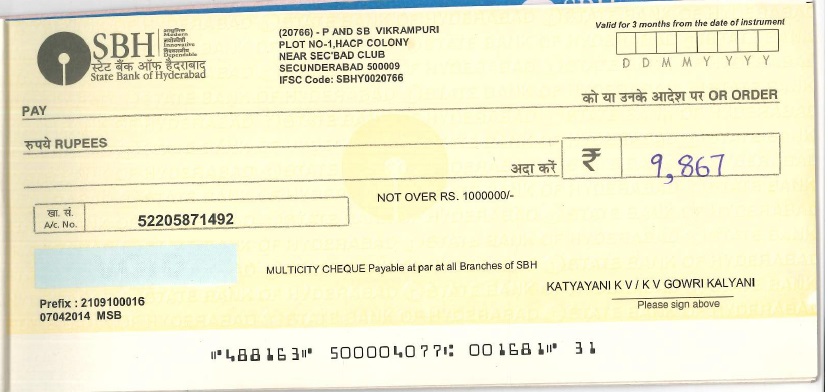 SBH आधुनिक Modern नवोन्मेषी Innovative विश्वसनीय Dependable
स्टेट बैंक ऑफ हैदराबाद
State Bank of Hyderabad
(20766) - P AND SB VIKRAMPURI
PLOT NO-1,HACP COLONY
NEAR SEC'BAD CLUB
SECUNDERABAD 500009
IFSC Code: SBHY0020766
Valid for 3 months from the date of instrument
D D M M Y Y Y Y
PAY
को या उनके आदेश पर OR ORDER
रुपये RUPEES
अदा करें ₹ 9,867
NOT OVER RS. 1000000/-
खा. सं.
A/c. No. 52205871492
MULTICITY CHEQUE Payable at par at all Branches of SBH
KATYAYANI K V / K V GOWRI KALYANI
Please sign above
Prefix : 2109100016
07042014 MSB
⑈488163⑈ 500004077⑆ 001681⑈ 31